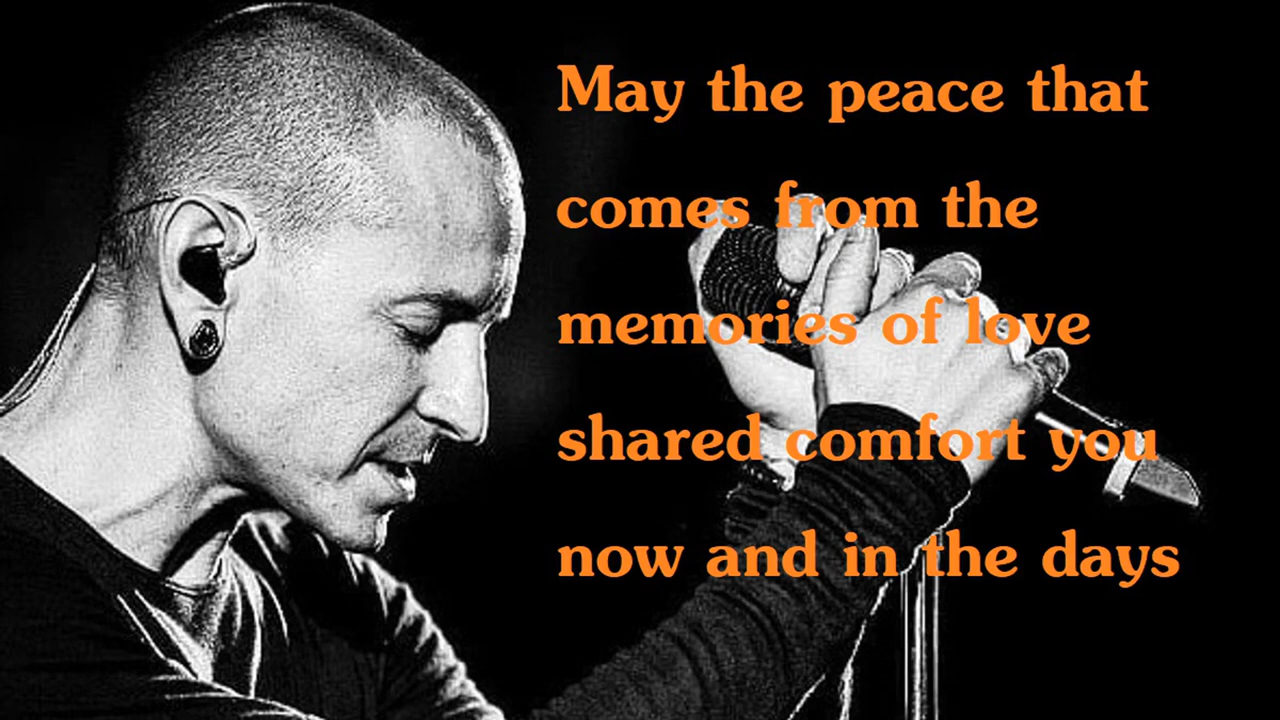 May the peace that
comes from the
memories of love
shared comfort you
now and in the days